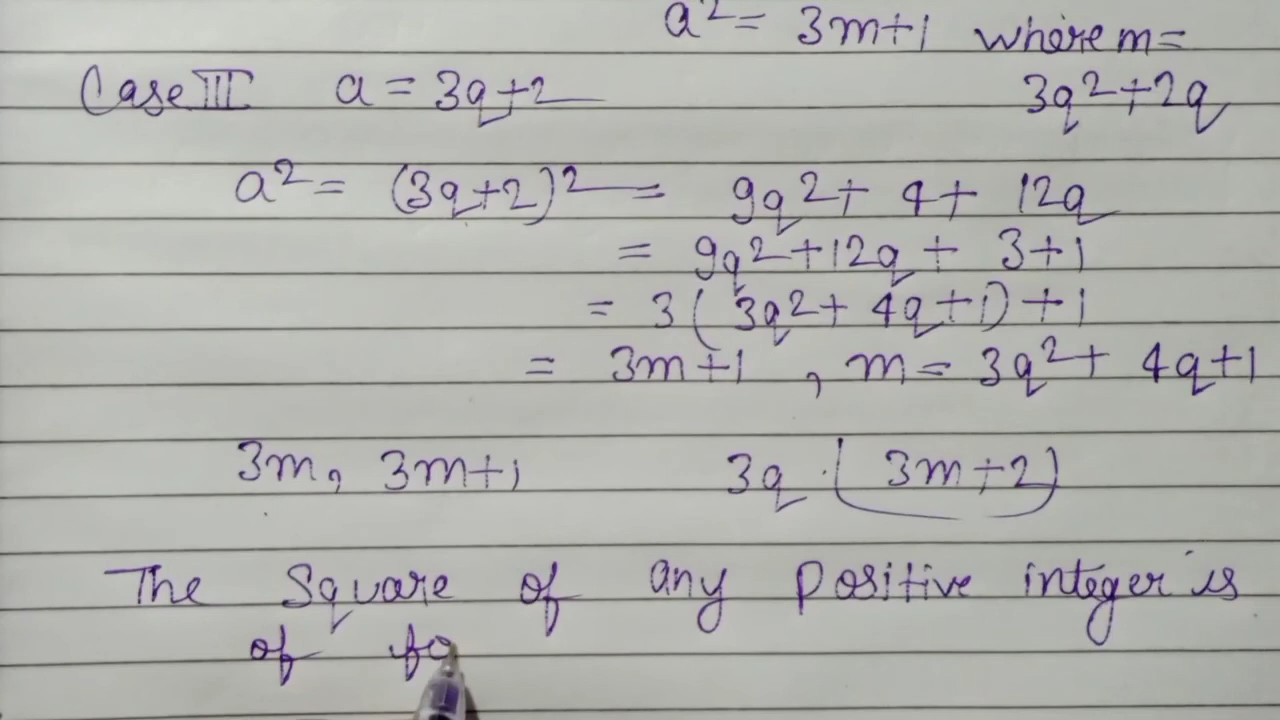 a² = 3m+1 where m =
Case III a = 3q+2 3q²+2q
a² = (3q+2)² = 9q²+ 4+ 12q
= 9q²+12q + 3+1
= 3(3q²+ 4q+1)+1
= 3m+1 , m = 3q²+ 4q+1
3m, 3m+1 3q . (3m+2)
The Square of any Positive integer is
of fo